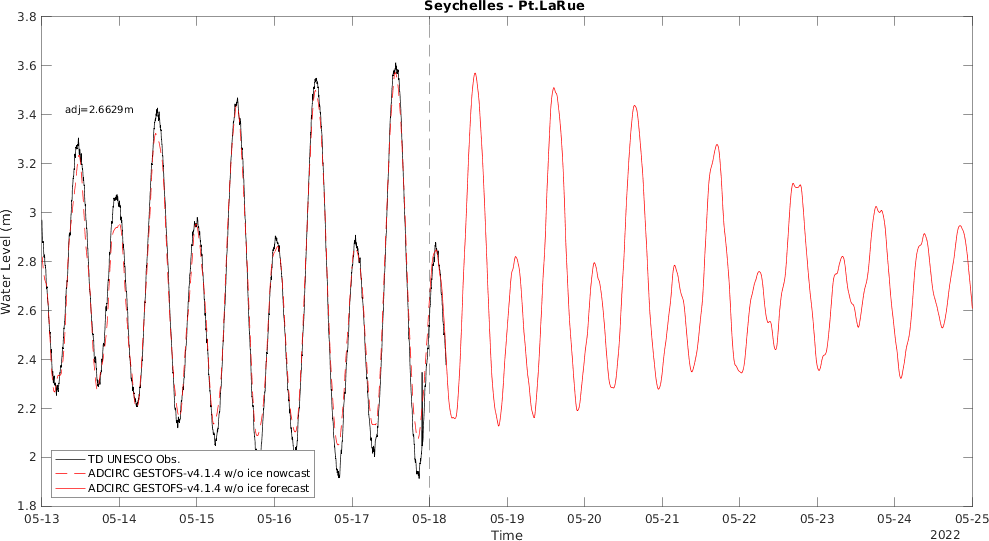 Seychelles - Pt.LaRue
3.8
3.6
3.4
3.2
3
2.8
2.6
2.4
2.2
2
1.8
Water Level (m)
adj=2.6629m
TD UNESCO Obs.
ADCIRC GESTOFS-v4.1.4 w/o ice nowcast
ADCIRC GESTOFS-v4.1.4 w/o ice forecast
05-13 05-14 05-15 05-16 05-17 05-18 05-19 05-20 05-21 05-22 05-23 05-24 05-25
Time
2022